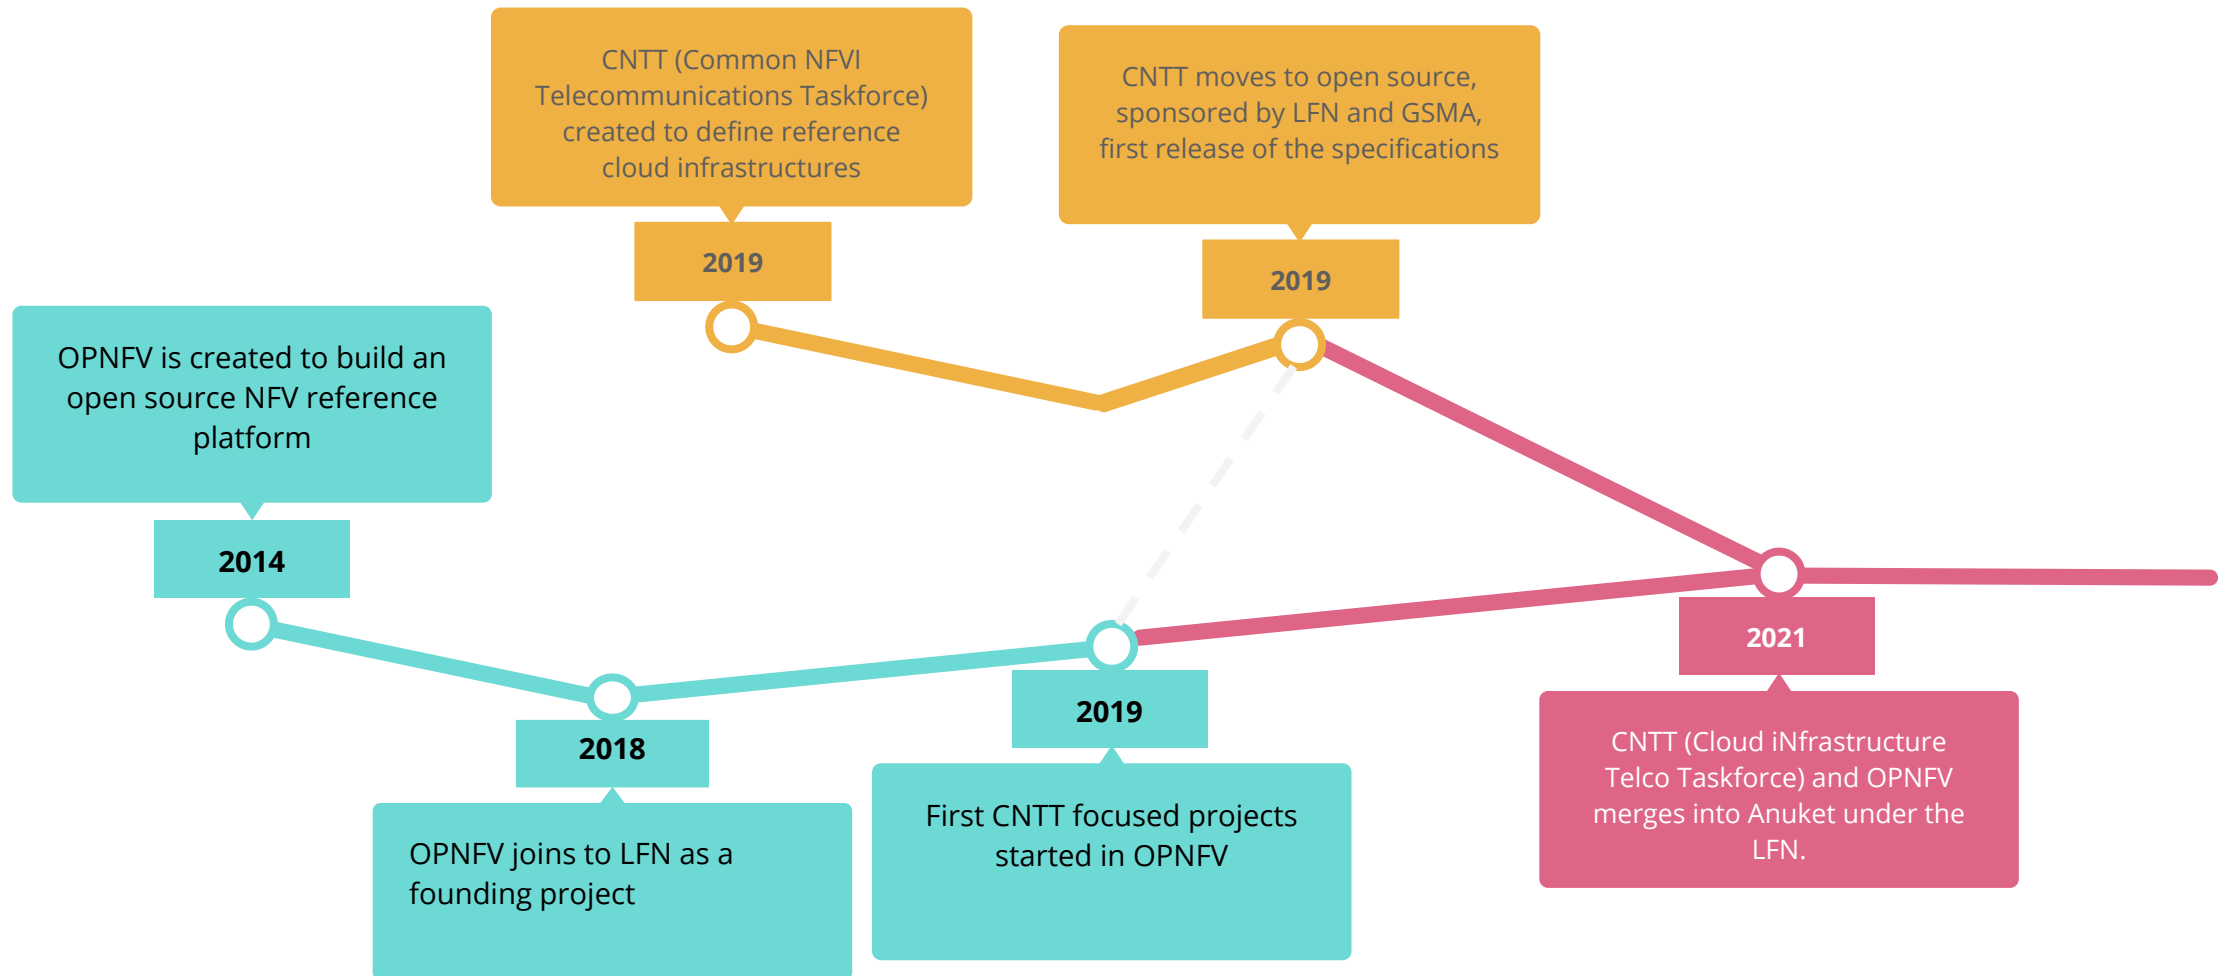 CNTT (Common NFVI
Telecommunications Taskforce)
created to define reference
cloud infrastructures
2019
CNTT moves to open source,
sponsored by LFN and GSMA,
first release of the specifications
2019
OPNFV is created to build an
open source NFV reference
platform
2014
2018
OPNFV joins to LFN as a
founding project
2019
First CNTT focused projects
started in OPNFV
2021
CNTT (Cloud iNfrastructure
Telco Taskforce) and OPNFV
merges into Anuket under the
LFN.